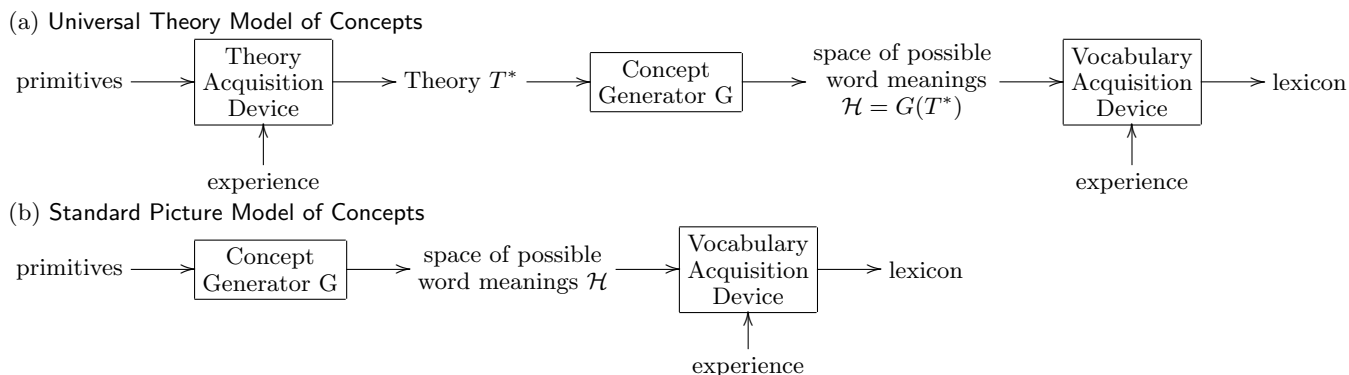 (a) Universal Theory Model of Concepts
primitives
Theory
Acquisition
Device
Theory T*
Concept
Generator G
space of possible
word meanings
ℋ = G(T*)
Vocabulary
Acquisition
Device
lexicon
experience
experience
(b) Standard Picture Model of Concepts
primitives
Concept
Generator G
space of possible
word meanings ℋ
Vocabulary
Acquisition
Device
lexicon
experience